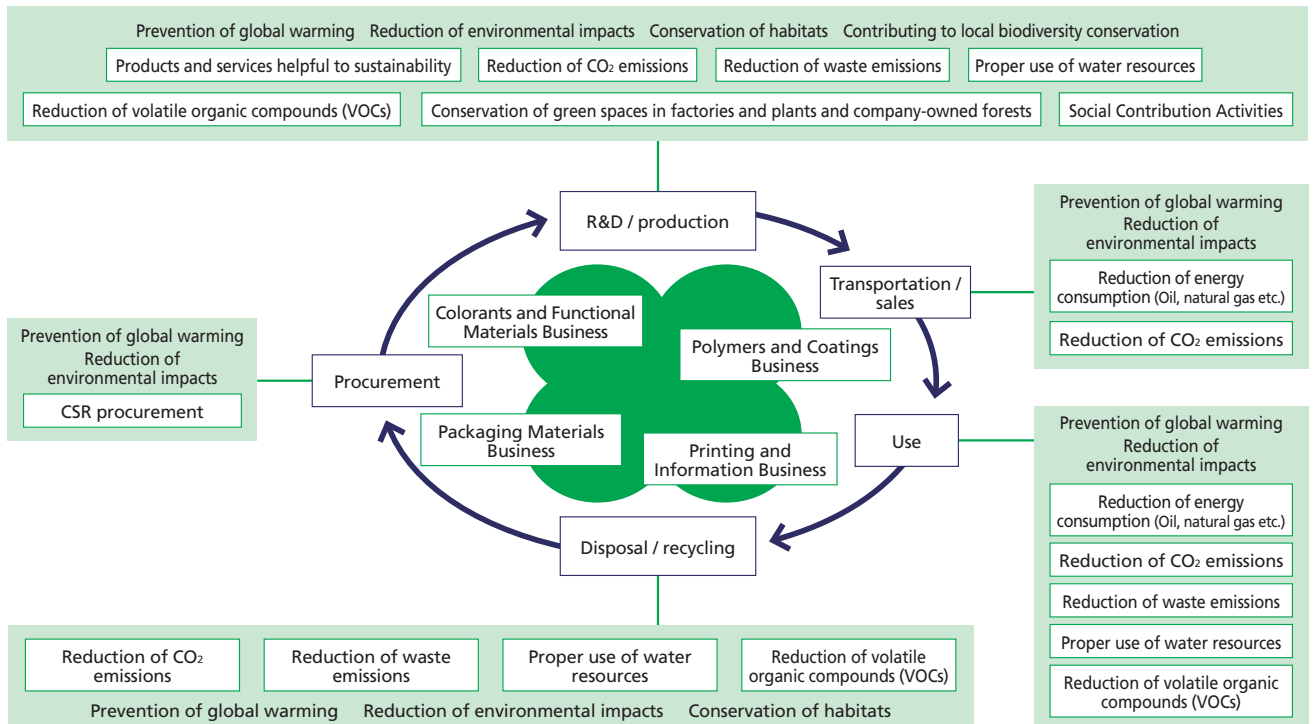 Prevention of global warming Reduction of environmental impacts Conservation of habitats Contributing to local biodiversity conservation
Products and services helpful to sustainability
Reduction of CO₂ emissions
Reduction of waste emissions
Proper use of water resources
Reduction of volatile organic compounds (VOCs)
Conservation of green spaces in factories and plants and company-owned forests
Social Contribution Activities
R&D / production
Transportation /
sales
Prevention of global warming
Reduction of
environmental impacts
Reduction of energy
consumption (Oil, natural gas etc.)
Reduction of CO₂ emissions
Colorants and Functional
Materials Business
Polymers and Coatings
Business
Prevention of global warming
Reduction of
environmental impacts
CSR procurement
Procurement
Packaging Materials
Business
Printing and
Information Business
Use
Prevention of global warming
Reduction of
environmental impacts
Reduction of energy
consumption (Oil, natural gas etc.)
Reduction of CO₂ emissions
Reduction of waste emissions
Proper use of water resources
Reduction of volatile organic
compounds (VOCs)
Disposal / recycling
Reduction of CO₂
emissions
Reduction of waste
emissions
Proper use of water
resources
Reduction of volatile
organic compounds (VOCs)
Prevention of global warming Reduction of environmental impacts Conservation of habitats